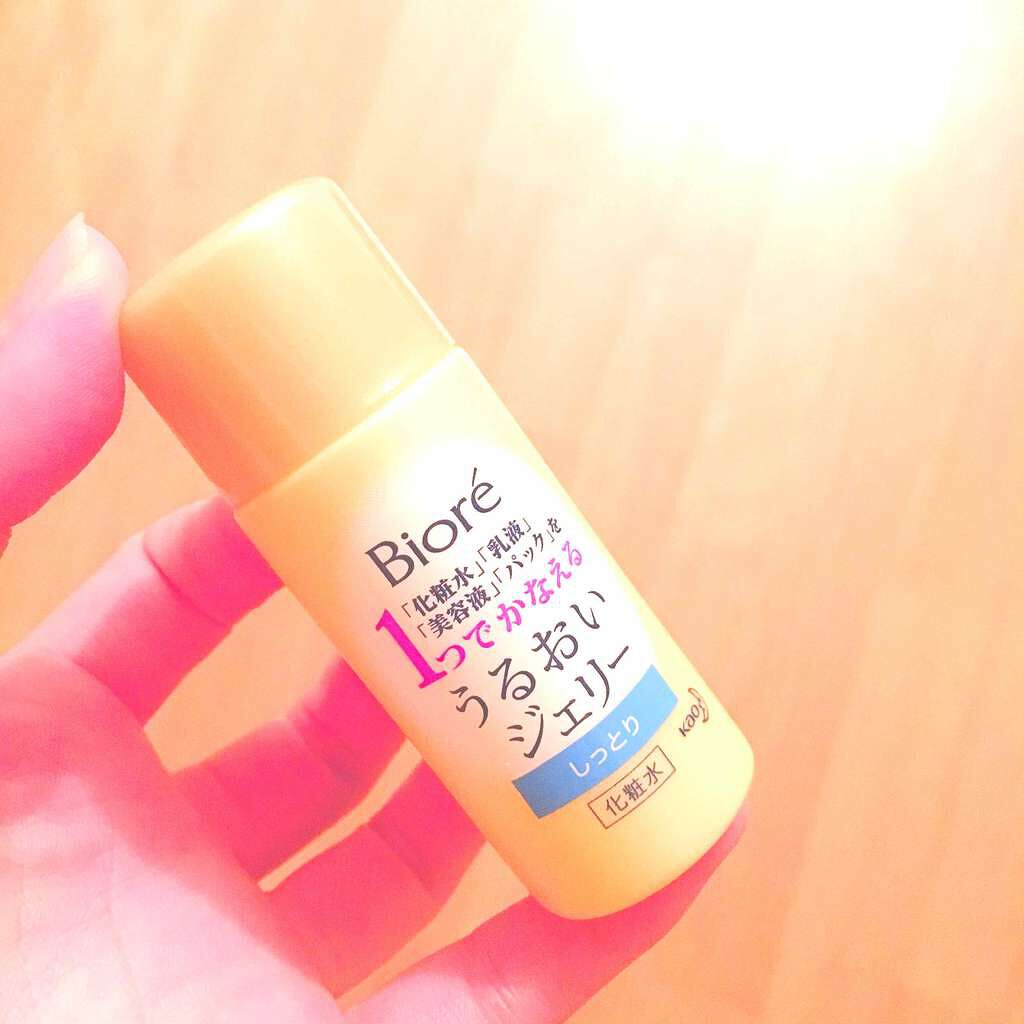 Bioré
「化粧水」「乳液」
「美容液」「パック」を
1つでかなえる
うるおい
ジェリー
しっとり
化粧水
Kao